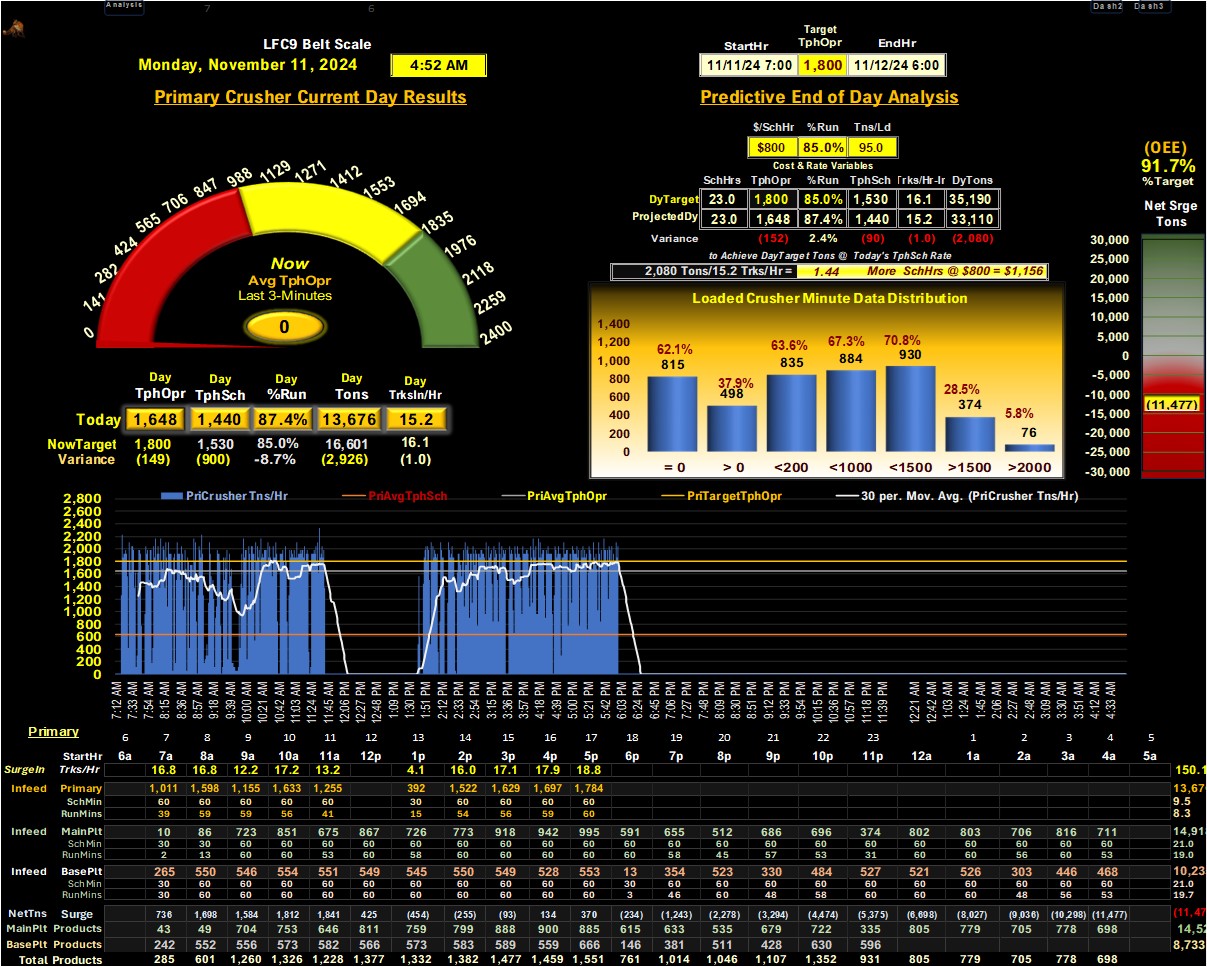 Analysis 7 6 Dash2 Dash3
LFC9 Belt Scale
Monday, November 11, 2024 4:52 AM
Primary Crusher Current Day Results
StartHr Target TphOpr EndHr
11/11/24 7:00 1,800 11/12/24 6:00
Predictive End of Day Analysis
$/SchHr %Run Tns/Ld
$800 85.0% 95.0
Cost & Rate Variables
SchHrs TphOpr %Run TphSch Trks/Hr-Ir DyTons
DyTarget 23.0 1,800 85.0% 1,530 16.1 35,190
ProjectedDy 23.0 1,648 87.4% 1,440 15.2 33,110
Variance (152) 2.4% (90) (1.0) (2,080)
to Achieve DayTarget Tons @ Today's TphSch Rate
2,080 Tons/15.2 Trks/Hr = 1.44 More SchHrs @ $800 = $1,156
(OEE)
91.7%
%Target
Net Srge
Tons
30,000
25,000
20,000
15,000
10,000
5,000
0
-5,000
-10,000
(11,477)
-15,000
-20,000
-25,000
-30,000
0 141 282 424 565 706 847 988 1129 1271 1412 1553 1694 1835 1976 2118 2259 2400
Now
Avg TphOpr
Last 3-Minutes
0
Day Day Day Day Day
TphOpr TphSch %Run Tons TrksIn/Hr
Today 1,648 1,440 87.4% 13,676 15.2
NowTarget 1,800 1,530 85.0% 16,601 16.1
Variance (149) (900) -8.7% (2,926) (1.0)
Loaded Crusher Minute Data Distribution
1,400
1,200
1,000
800
600
400
200
0
62.1% 37.9% 63.6% 67.3% 70.8% 28.5% 5.8%
815 498 835 884 930 374 76
= 0 > 0 <200 <1000 <1500 >1500 >2000
PriCrusher Tns/Hr PriAvgTphSch PriAvgTphOpr PriTargetTphOpr 30 per. Mov. Avg. (PriCrusher Tns/Hr)
2,800
2,600
2,400
2,200
2,000
1,800
1,600
1,400
1,200
1,000
800
600
400
200
0
7:12 AM 7:33 AM 7:54 AM 8:15 AM 8:36 AM 8:57 AM 9:18 AM 9:39 AM 10:00 AM 10:21 AM 10:42 AM 11:03 AM 11:24 AM 11:45 AM 12:06 PM 12:27 PM 12:48 PM 1:09 PM 1:30 PM 1:51 PM 2:12 PM 2:33 PM 2:54 PM 3:15 PM 3:36 PM 3:57 PM 4:18 PM 4:39 PM 5:00 PM 5:21 PM 5:42 PM 6:03 PM 6:24 PM 6:45 PM 7:06 PM 7:27 PM 7:48 PM 8:09 PM 8:30 PM 8:51 PM 9:12 PM 9:33 PM 9:54 PM 10:15 PM 10:36 PM 10:57 PM 11:18 PM 11:39 PM 12:21 AM 12:42 AM 1:03 AM 1:24 AM 1:45 AM 2:06 AM 2:27 AM 2:48 AM 3:09 AM 3:30 AM 3:51 AM 4:12 AM 4:33 AM
Primary 6 7 8 9 10 11 12 13 14 15 16 17 18 19 20 21 22 23 1 2 3 4 5
StartHr 6a 7a 8a 9a 10a 11a 12p 1p 2p 3p 4p 5p 6p 7p 8p 9p 10p 11p 12a 1a 2a 3a 4a 5a
SurgeIn Trks/Hr 16.8 16.8 12.2 17.2 13.2 4.1 16.0 17.1 17.9 18.8 150.1
Infeed Primary 1,011 1,598 1,155 1,633 1,255 392 1,522 1,629 1,697 1,784 13,67
SchMin 60 60 60 60 60 30 60 60 60 60 9.5
RunMins 39 59 59 56 41 15 54 56 59 60 8.3
Infeed MainPlt 10 86 723 851 675 867 726 773 918 942 995 591 655 512 686 696 374 802 803 706 816 711 14,91
SchMin 30 30 60 60 60 60 60 60 60 60 60 60 60 60 60 60 60 60 60 60 60 60 21.0
RunMins 2 13 60 60 53 60 58 60 60 60 60 60 58 45 57 53 31 60 60 56 60 53 19.0
Infeed BasePlt 265 550 546 554 551 549 545 550 549 528 553 13 354 523 330 484 527 521 526 303 446 468 10,23
SchMin 30 60 60 60 60 60 60 60 60 60 60 30 60 60 60 60 60 60 60 60 60 60 21.0
RunMins 30 60 60 60 60 60 60 60 60 60 60 3 46 60 48 58 60 60 60 48 56 53 19.7
NetTns Surge 736 1,698 1,584 1,812 1,841 425 (454) (255) (93) 134 370 (234) (1,243) (2,278) (3,294) (4,474) (5,375) (6,698) (8,027) (9,036) (10,298) (11,477) (11,47
MainPlt Products 43 49 704 753 646 811 759 799 888 900 885 615 633 535 679 722 335 805 779 705 778 698 14,52
BasePlt Products 242 552 556 573 582 566 573 583 589 559 666 146 381 511 428 630 596 8,733
Total Products 285 601 1,260 1,326 1,228 1,377 1,332 1,382 1,477 1,459 1,551 761 1,014 1,046 1,107 1,352 931 805 779 705 778 698